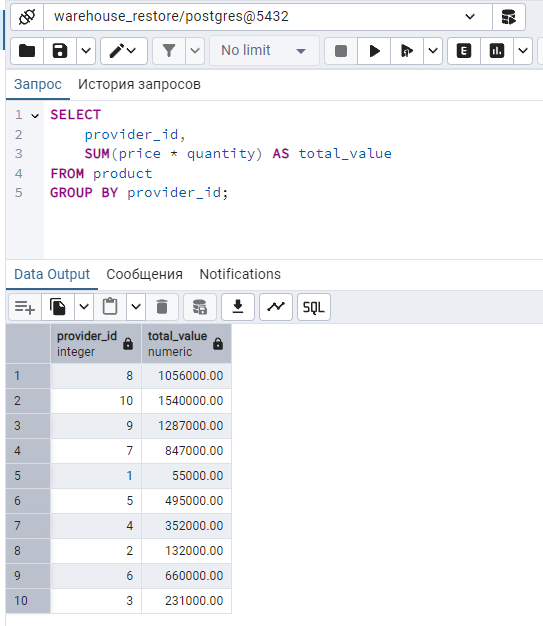 warehouse_restore/postgres@5432
No limit
E
Запрос История запросов
1 SELECT
2 provider_id,
3 SUM(price * quantity) AS total_value
4 FROM product
5 GROUP BY provider_id;
Data Output Сообщения Notifications
SQL
provider_id total_value
integer numeric
1 8 1056000.00
2 10 1540000.00
3 9 1287000.00
4 7 847000.00
5 1 55000.00
6 5 495000.00
7 4 352000.00
8 2 132000.00
9 6 660000.00
10 3 231000.00